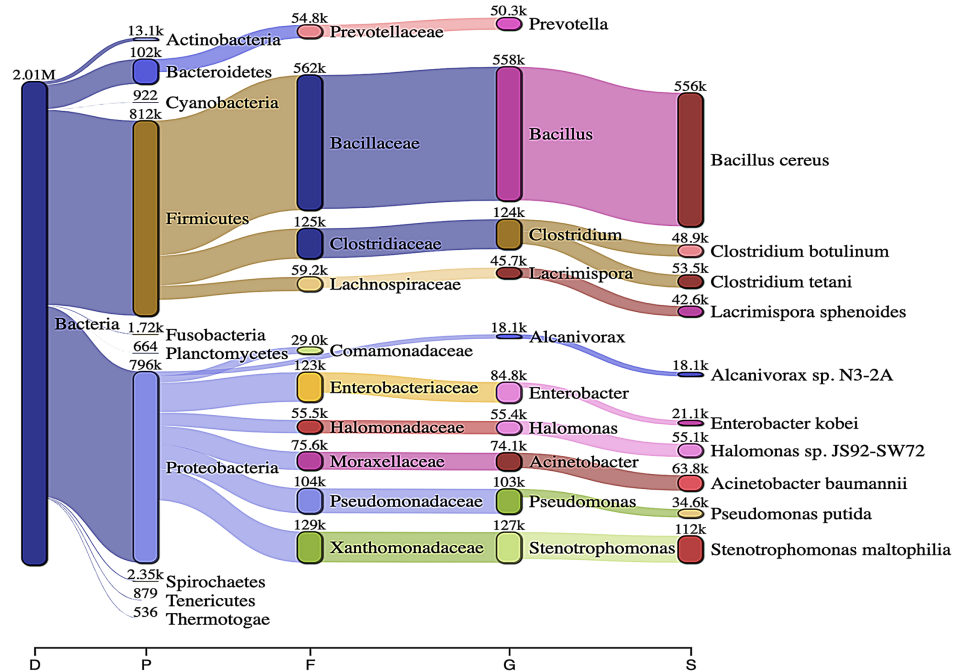 54.8k
Prevotellaceae
50.3k
Prevotella
13.1k
Actinobacteria
102k
Bacteroidetes
2.01M
922
Cyanobacteria
812k
562k
558k
556k
Bacillaceae
Bacillus
Bacillus cereus
Firmicutes
125k
Clostridiaceae
124k
Clostridium
48.9k
Clostridium botulinum
59.2k
Lachnospiraceae
45.7k
Lacrimispora
53.5k
Clostridium tetani
42.6k
Lacrimispora sphenoides
Bacteria
1.72k
Fusobacteria
664
Planctomycetes
29.0k
Comamonadaceae
18.1k
Alcanivorax
796k
18.1k
Alcanivorax sp. N3-2A
123k
Enterobacteriaceae
84.8k
Enterobacter
21.1k
Enterobacter kobei
55.5k
Halomonadaceae
55.4k
Halomonas
55.1k
Halomonas sp. JS92-SW72
Proteobacteria
75.6k
Moraxellaceae
74.1k
Acinetobacter
63.8k
Acinetobacter baumannii
104k
Pseudomonadaceae
103k
Pseudomonas
34.6k
Pseudomonas putida
129k
Xanthomonadaceae
127k
Stenotrophomonas
112k
Stenotrophomonas maltophilia
2.35k
Spirochaetes
879
Tenericutes
536
Thermotogae
D P F G S